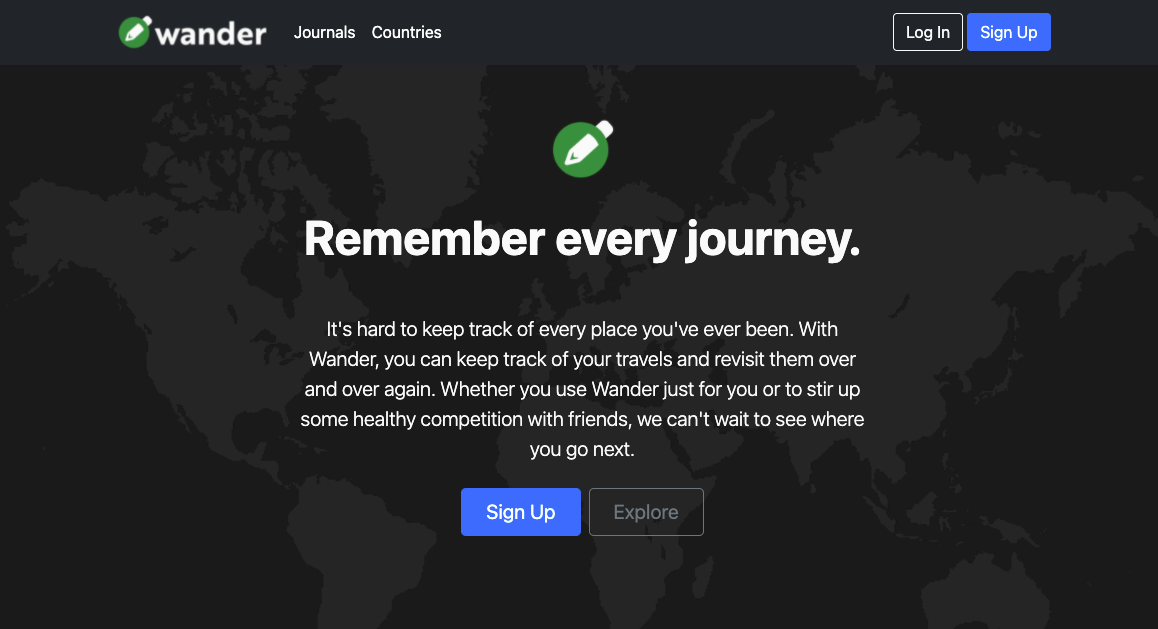 wander Journals Countries Log In Sign Up
Remember every journey.
It's hard to keep track of every place you've ever been. With
Wander, you can keep track of your travels and revisit them over
and over again. Whether you use Wander just for you or to stir up
some healthy competition with friends, we can't wait to see where
you go next.
Sign Up Explore